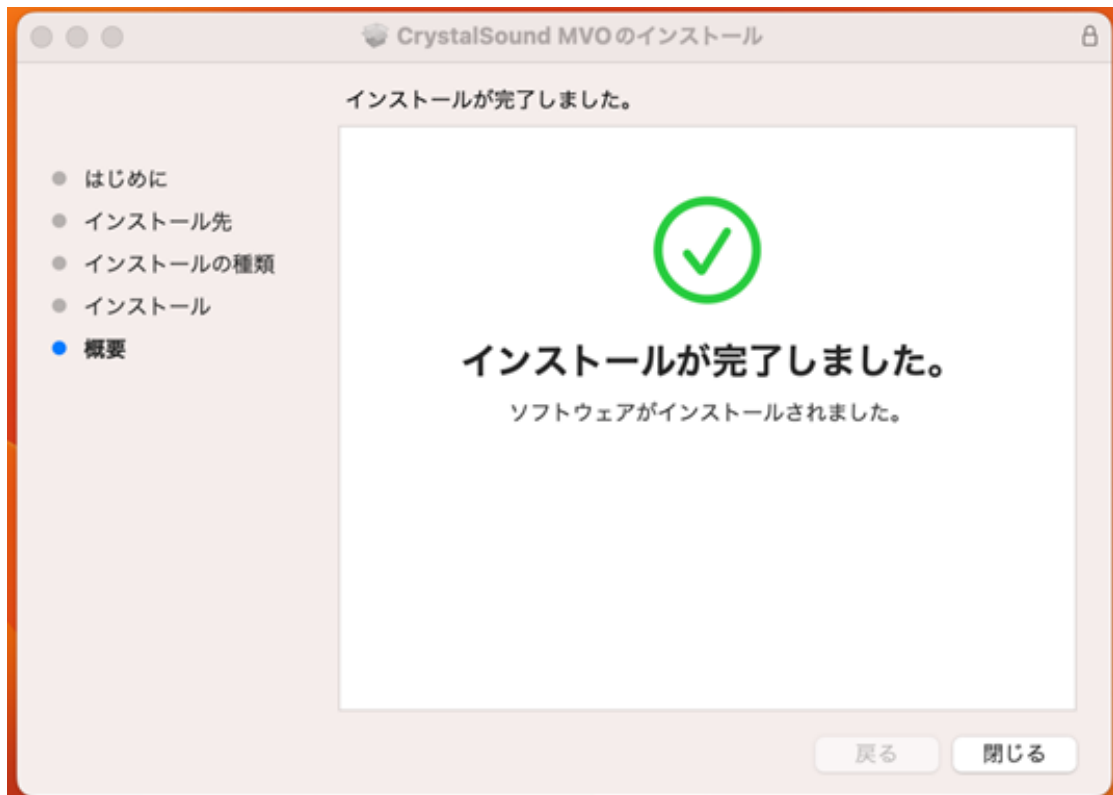 CrystalSound MVOのインストール
インストールが完了しました。
はじめに
インストール先
インストールの種類
インストール
概要
インストールが完了しました。
ソフトウェアがインストールされました。
戻る
閉じる